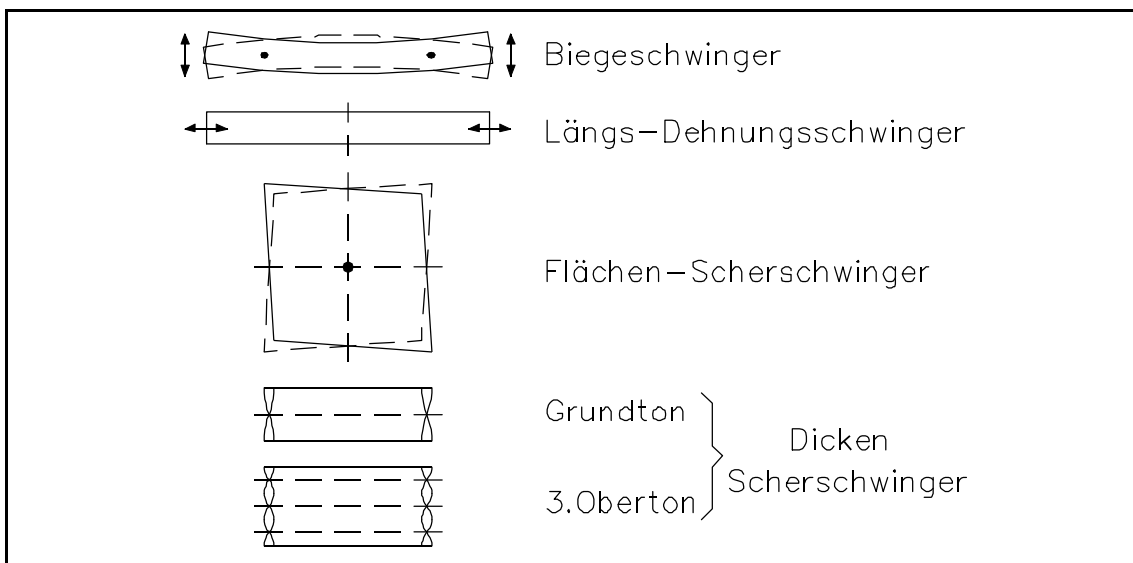 Biegeschwinger
Längs-Dehnungsschwinger
Flächen-Scherschwinger
Grundton
3.Oberton
Dicken
Scherschwinger